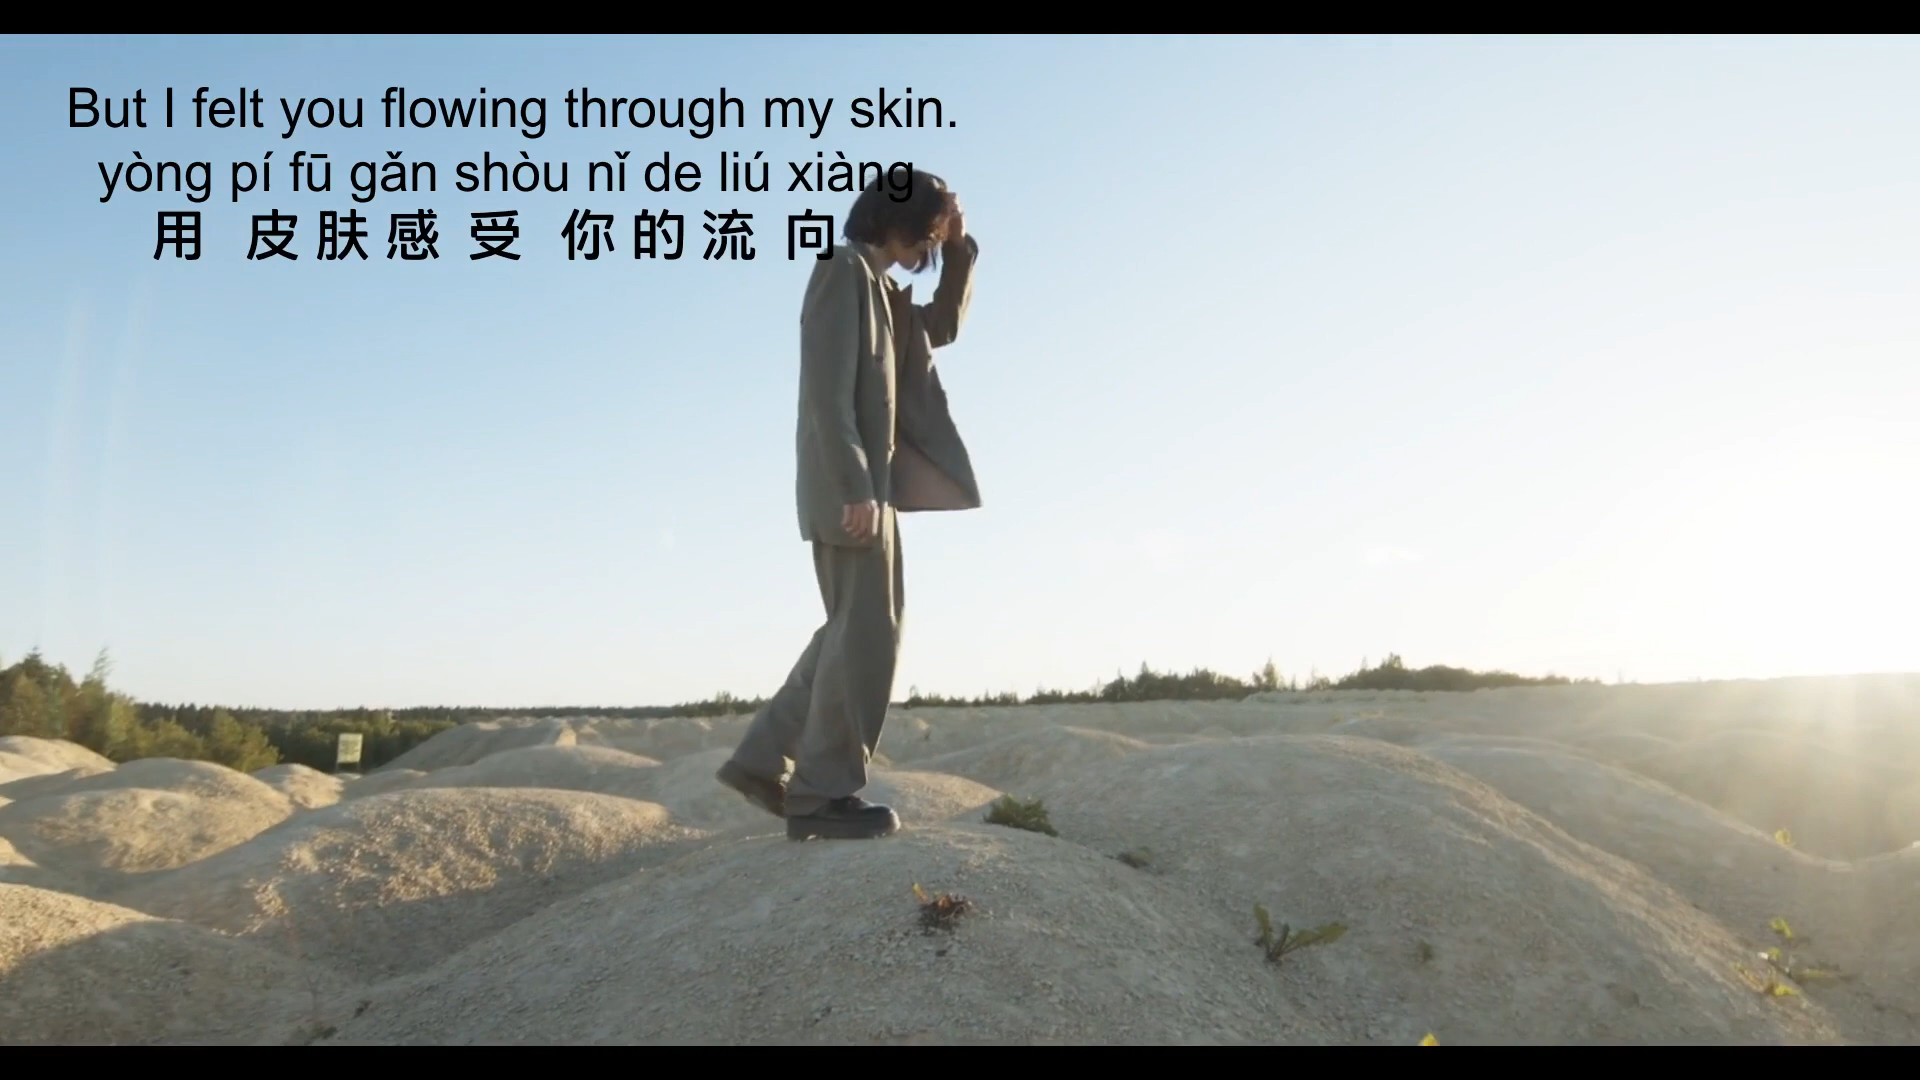 But I felt you flowing through my skin.
yòng pí fū gǎn shòu nǐ de liú xiàng
用 皮 肤 感 受 你 的 流 向